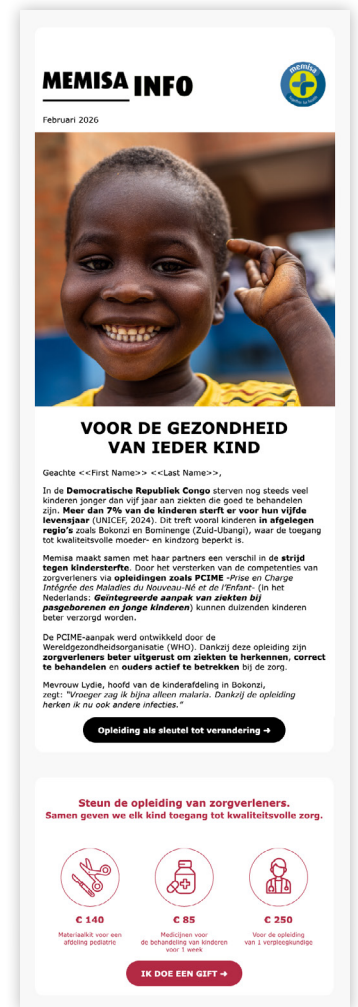 MEMISA INFO
memisa
together for health
Februari 2026
VOOR DE GEZONDHEID
VAN IEDER KIND
Geachte <<First Name>> <<Last Name>>,
In de Democratische Republiek Congo sterven nog steeds veel
kinderen jonger dan vijf jaar aan ziekten die goed te behandelen
zijn. Meer dan 7% van de kinderen sterft er voor hun vijfde
levensjaar (UNICEF, 2024). Dit treft vooral kinderen in afgelegen
regio's zoals Bokonzi en Bominenge (Zuid-Ubangi), waar de toegang
tot kwaliteitsvolle moeder- en kindzorg beperkt is.
Memisa maakt samen met haar partners een verschil in de strijd
tegen kindersterfte. Door het versterken van de competenties van
zorgverleners via opleidingen zoals PCIME -Prise en Charge
Intégrée des Maladies du Nouveau-Né et de l'Enfant- (in het
Nederlands: Geïntegreerde aanpak van ziekten bij
pasgeborenen en jonge kinderen) kunnen duizenden kinderen
beter verzorgd worden.
De PCIME-aanpak werd ontwikkeld door de
Wereldgezondheidsorganisatie (WHO). Dankzij deze opleiding zijn
zorgverleners beter uitgerust om ziekten te herkennen, correct
te behandelen en ouders actief te betrekken bij de zorg.
Mevrouw Lydie, hoofd van de kinderafdeling in Bokonzi,
zegt: "Vroeger zag ik bijna alleen malaria. Dankzij de opleiding
herken ik nu ook andere infecties."
Opleiding als sleutel tot verandering →
Steun de opleiding van zorgverleners.
Samen geven we elk kind toegang tot kwaliteitsvolle zorg.
€ 140
Materiaalkit voor een
afdeling pediatrie
€ 85
Medicijnen voor
de behandeling van kinderen
voor 1 week
€ 250
Voor de opleiding
van 1 verpleegkundige
IK DOE EEN GIFT →